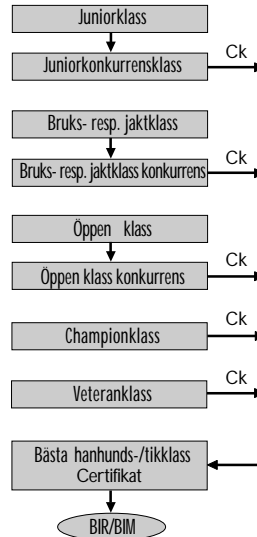 Juniorklass
Ck
Juniorkonkurrensklass
Bruks- resp. jaktklass
Ck
Bruks- resp. jaktklass konkurrens
Öppen klass
Ck
Öppen klass konkurrens
Ck
Championklass
Ck
Veteranklass
Bästa hanhunds-/tikklass
Certifikat
BIR/BIM